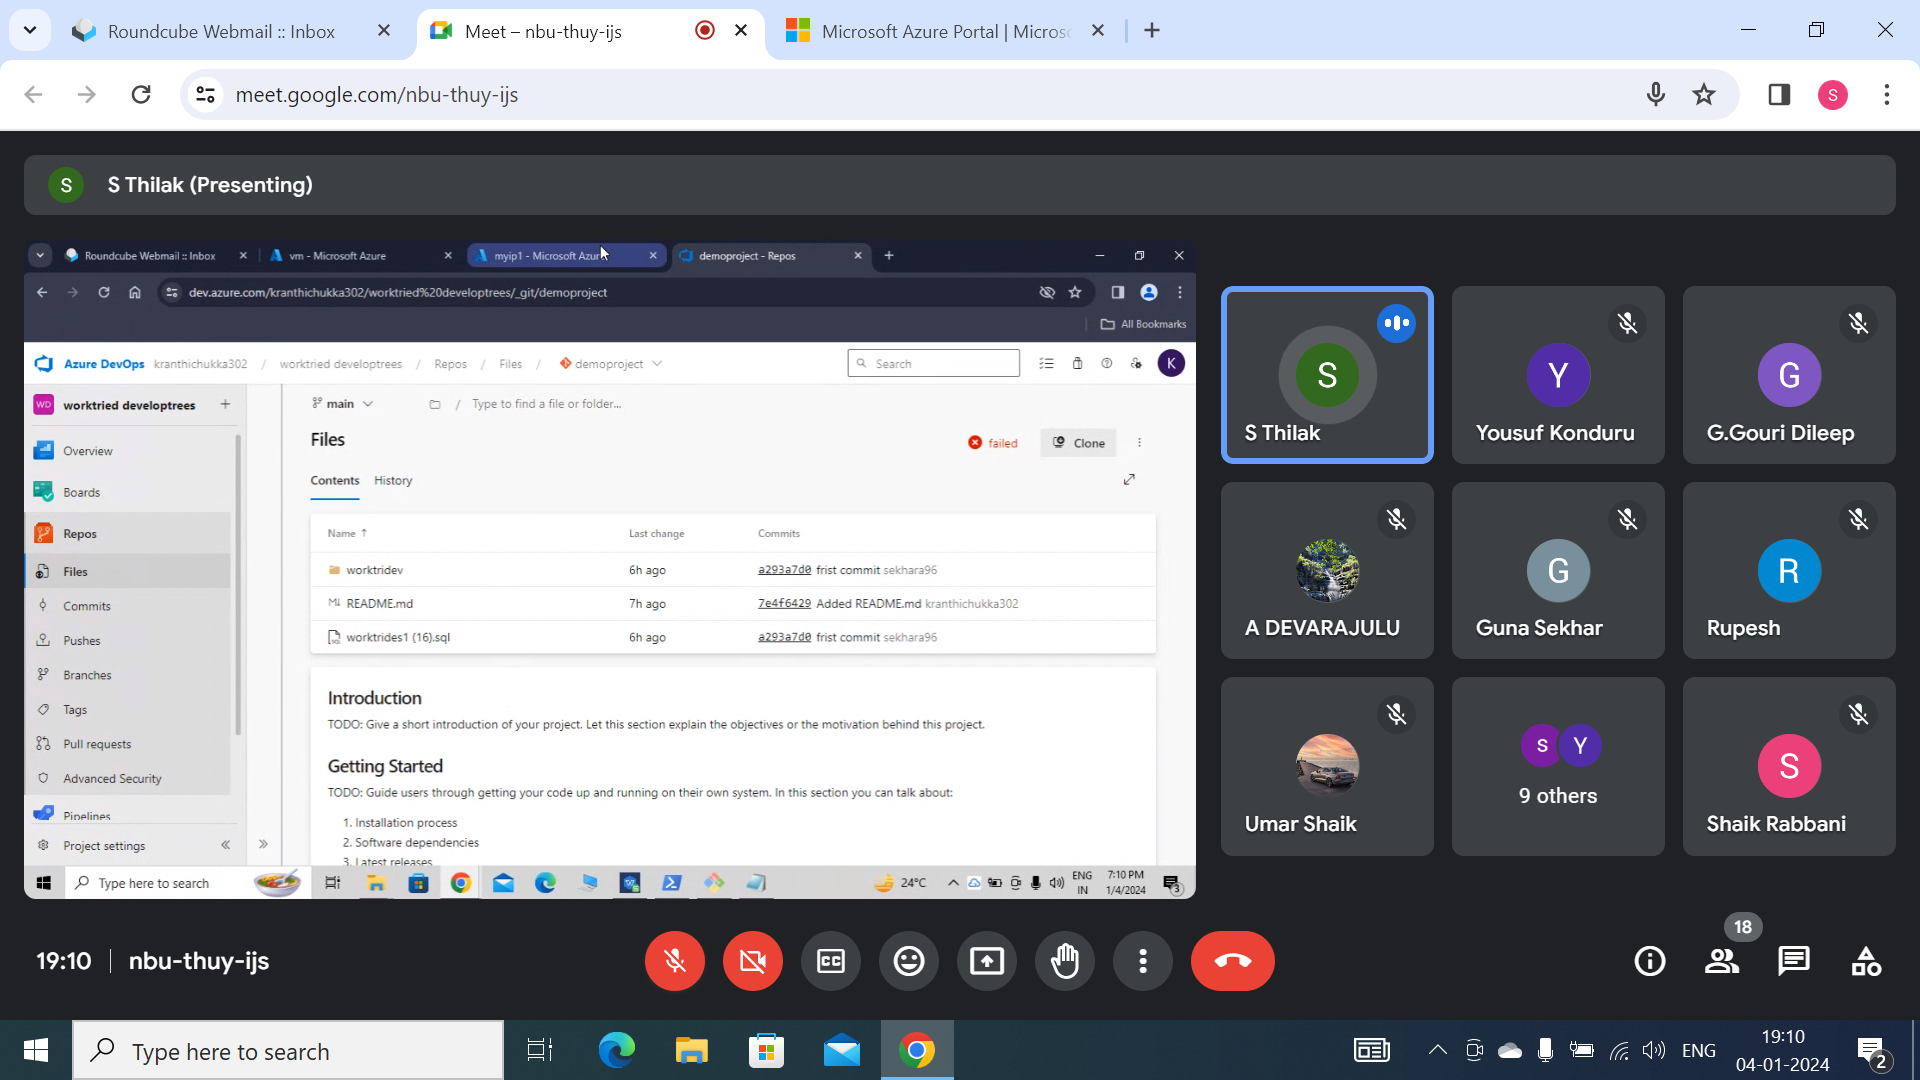 Roundcube Webmail :: Inbox
Meet – nbu-thuy-ijs
Microsoft Azure Portal | Micros
meet.google.com/nbu-thuy-ijs
S
S
S Thilak (Presenting)
Roundcube Webmail :: Inbox
vm - Microsoft Azure
myip1 - Microsoft Azur
demoproject - Repos
dev.azure.com/kranthichukka302/worktried%20developtrees/_git/demoproject
All Bookmarks
Azure DevOps kranthichukka302 / worktried developtrees / Repos / Files / demoproject
Search
K
WD worktried developtrees +
Overview
Boards
Repos
Files
Commits
Pushes
Branches
Tags
Pull requests
Advanced Security
Pipelines
Project settings
main
/ Type to find a file or folder...
Files
failed
Clone
Contents History
Name ↑ Last change Commits
worktridev 6h ago a293a7d0 frist commit sekhara96
README.md 7h ago 7e4f6429 Added README.md kranthichukka302
worktrides1 (16).sql 6h ago a293a7d0 frist commit sekhara96
Introduction
TODO: Give a short introduction of your project. Let this section explain the objectives or the motivation behind this project.
Getting Started
TODO: Guide users through getting your code up and running on their own system. In this section you can talk about:
1. Installation process
2. Software dependencies
3. Latest releases
Type here to search
24°C
ENG
IN
7:10 PM
1/4/2024
3
S
S Thilak
Y
Yousuf Konduru
G
G.Gouri Dileep
A DEVARAJULU
G
Guna Sekhar
R
Rupesh
Umar Shaik
s Y
9 others
S
Shaik Rabbani
19:10 | nbu-thuy-ijs
CC
18
Type here to search
ENG
19:10
04-01-2024
2